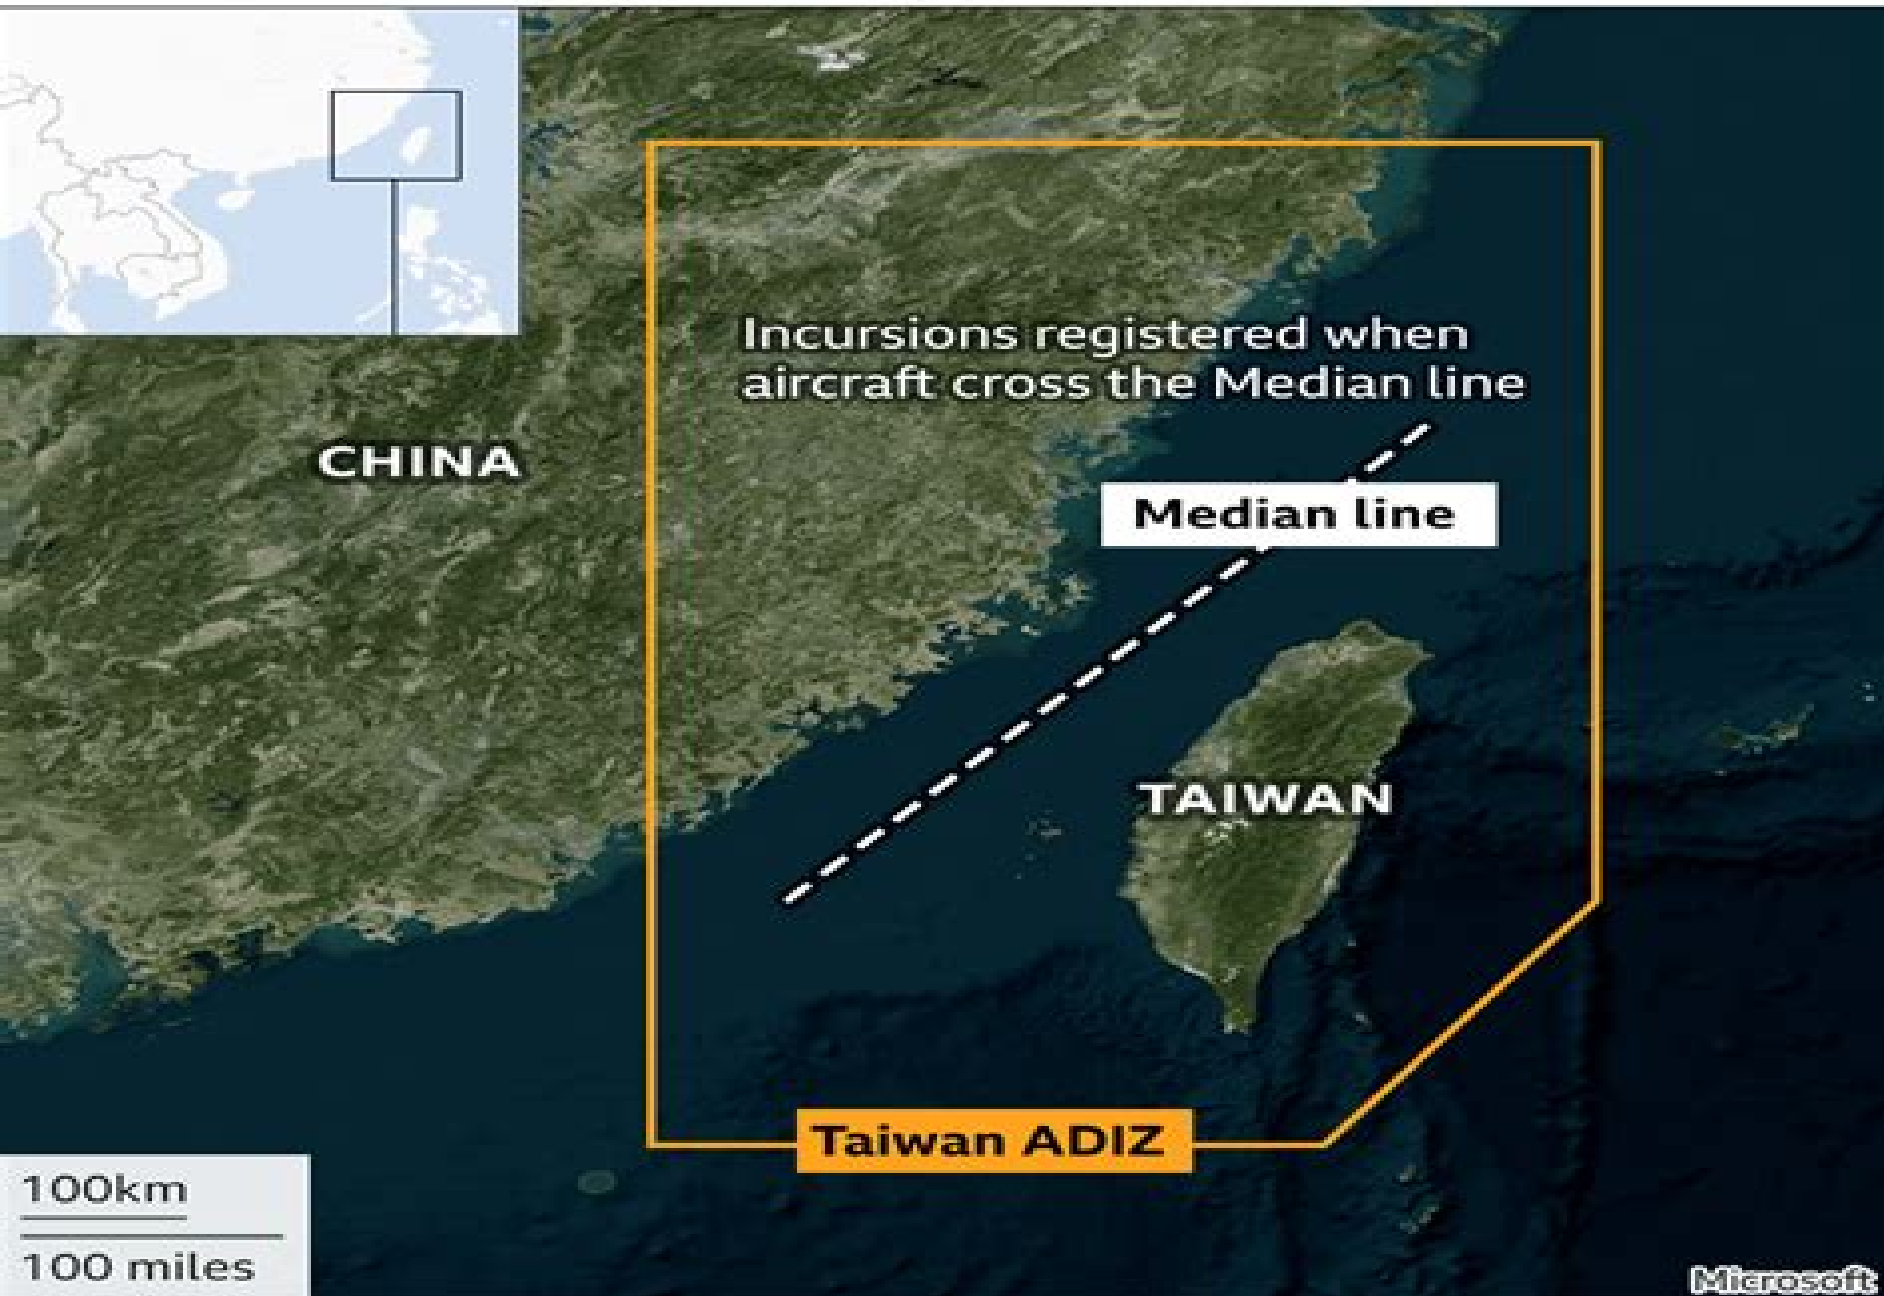 Incursions registered when
aircraft cross the Median line
CHINA
Median line
TAIWAN
Taiwan ADIZ
100km
100 miles
Microsoft